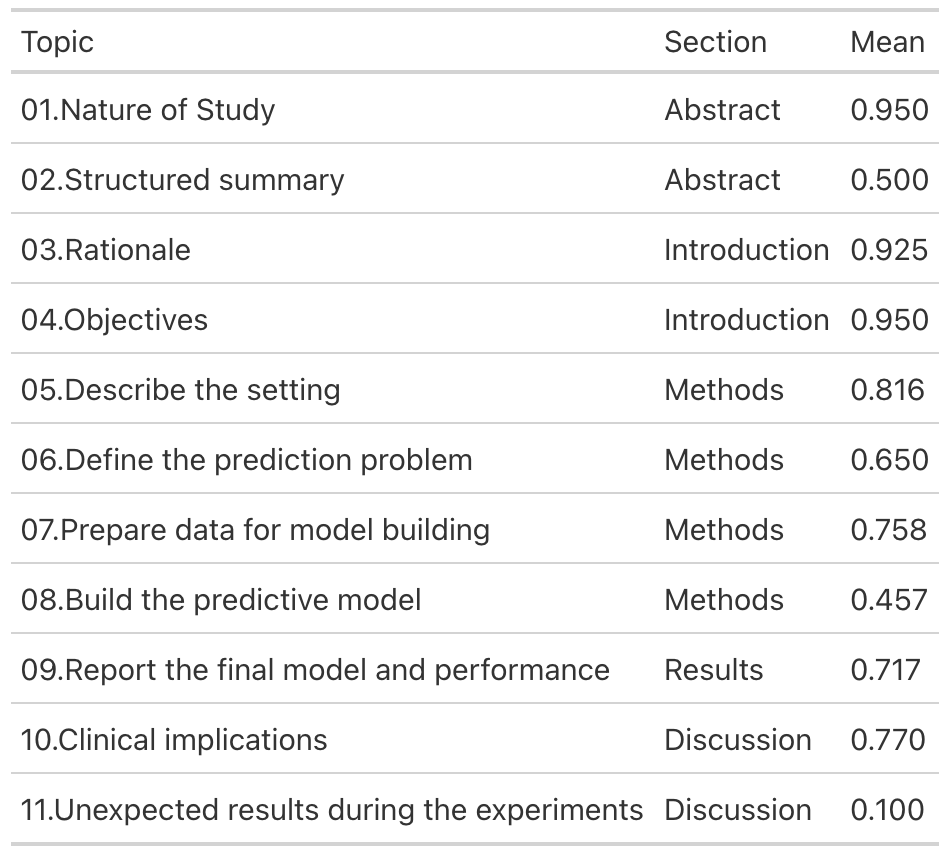 Topic Section Mean
01.Nature of Study Abstract 0.950
02.Structured summary Abstract 0.500
03.Rationale Introduction 0.925
04.Objectives Introduction 0.950
05.Describe the setting Methods 0.816
06.Define the prediction problem Methods 0.650
07.Prepare data for model building Methods 0.758
08.Build the predictive model Methods 0.457
09.Report the final model and performance Results 0.717
10.Clinical implications Discussion 0.770
11.Unexpected results during the experiments Discussion 0.100